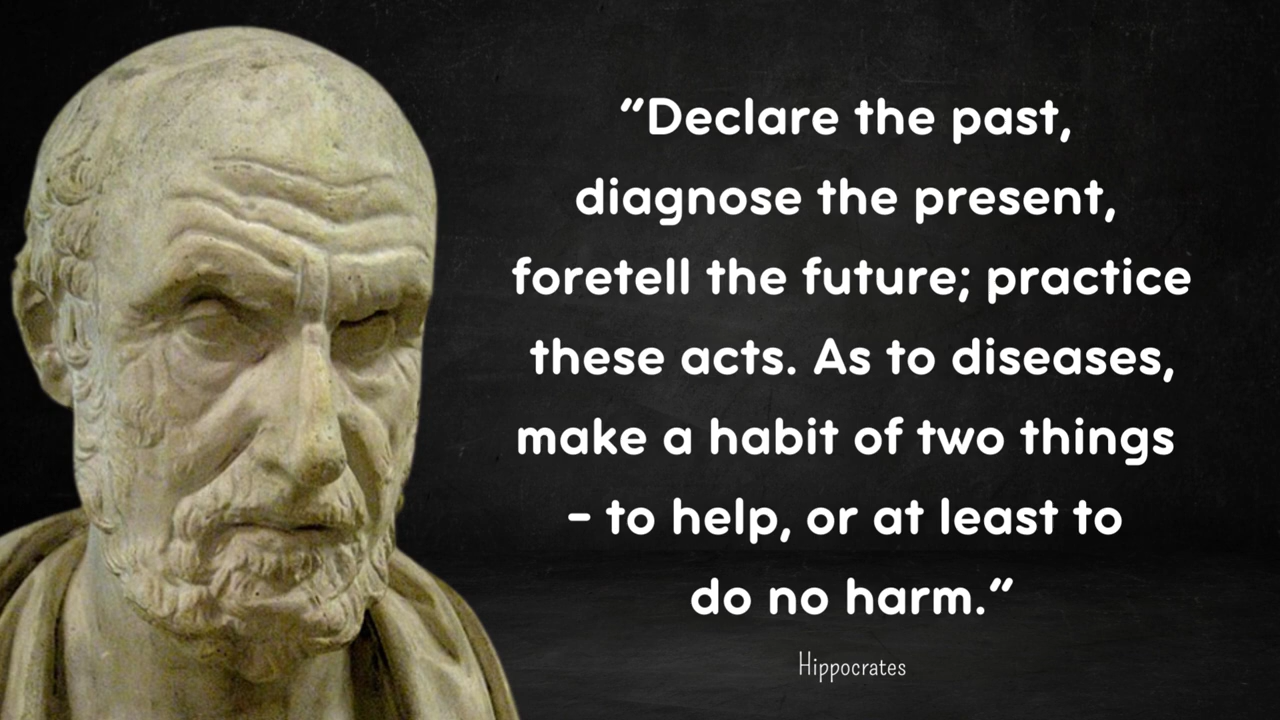 “Declare the past,
diagnose the present,
foretell the future; practice
these acts. As to diseases,
make a habit of two things
- to help, or at least to
do no harm.”
Hippocrates